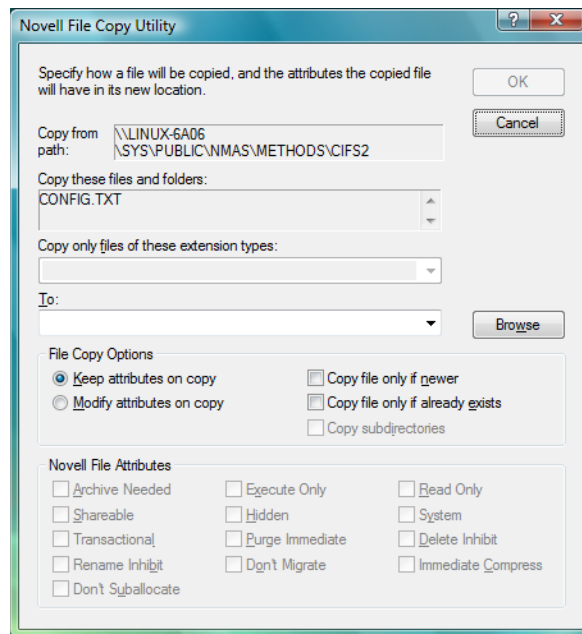 Novell File Copy Utility
Specify how a file will be copied, and the attributes the copied file
will have in its new location.
OK
Cancel
Copy from
path:
\\LINUX-6A06
\SYS\PUBLIC\NMAS\METHODS\CIFS2
Copy these files and folders:
CONFIG.TXT
Copy only files of these extension types:
To:
Browse
File Copy Options
Keep attributes on copy
Copy file only if newer
Modify attributes on copy
Copy file only if already exists
Copy subdirectories
Novell File Attributes
Archive Needed
Execute Only
Read Only
Shareable
Hidden
System
Transactional
Purge Immediate
Delete Inhibit
Rename Inhibit
Don't Migrate
Immediate Compress
Don't Suballocate